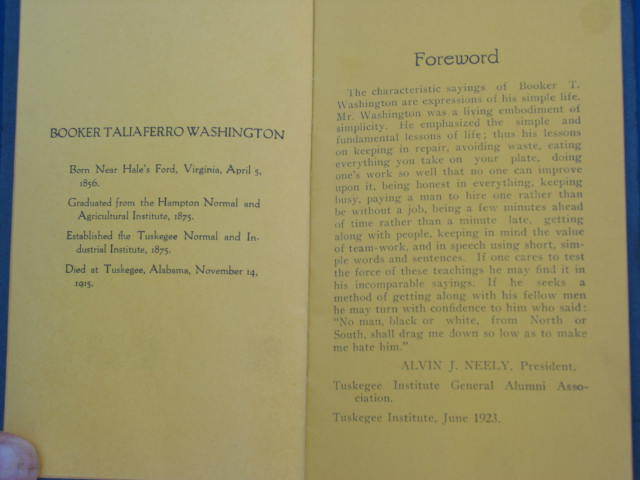 BOOKER TALIAFERRO WASHINGTON
Born Near Hale's Ford, Virginia, April 5,
1856.
Graduated from the Hampton Normal and
Agricultural Institute, 1875.
Established the Tuskegee Normal and In-
dustrial Institute, 1875.
Died at Tuskegee, Alabama, November 14,
1915.
Foreword
The characteristic sayings of Booker T.
Washington are expressions of his simple life.
Mr. Washington was a living embodiment of
simplicity. He emphasized the simple and
fundamental lessons of life; thus his lessons
on keeping in repair, avoiding waste, eating
everything you take on your plate, doing
one's work so well that no one can improve
upon it, being honest in everything, keeping
busy, paying a man to hire one rather than
be without a job, being a few minutes ahead
of time rather than a minute late, getting
along with people, keeping in mind the value
of team-work, and in speech using short, sim-
ple words and sentences. If one cares to test
the force of these teachings he may find it in
his incomparable sayings. If he seeks a
method of getting along with his fellow men
he may turn with confidence to him who said:
"No man, black or white, from North or
South, shall drag me down so low as to make
me hate him."
ALVIN J. NEELY, President,
Tuskegee Institute General Alumni Asso-
ciation.
Tuskegee Institute, June 1923.